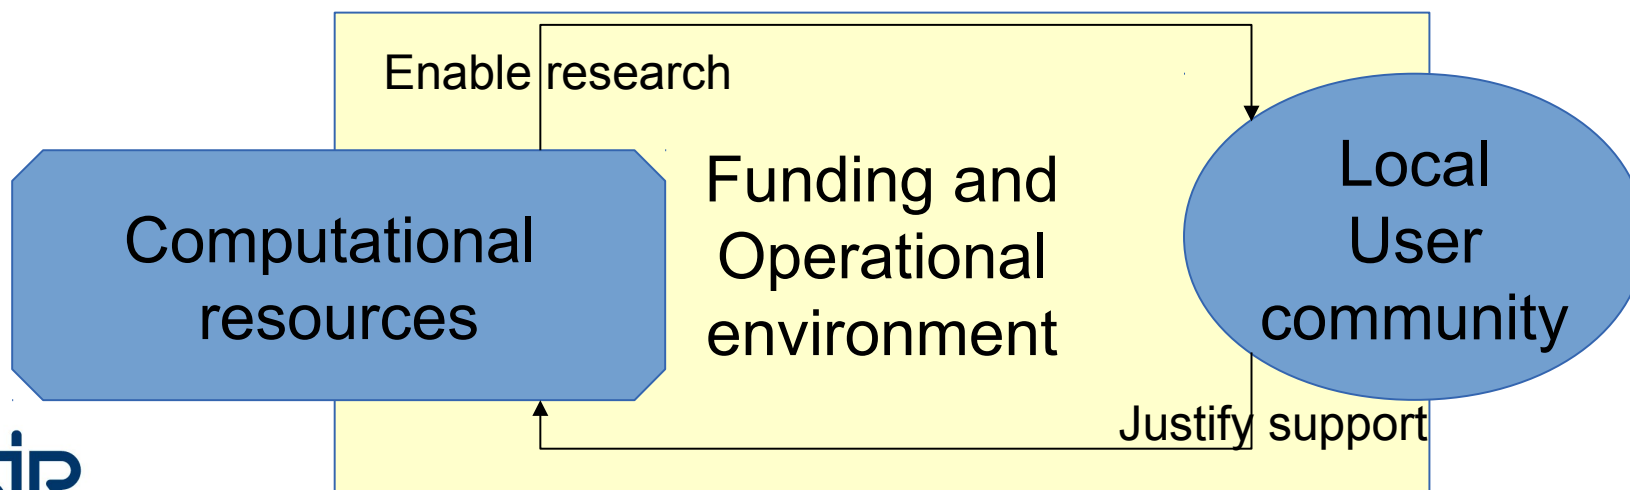 Enable research
Computational
resources
Funding and
Operational
environment
Local
User
community
Justify support